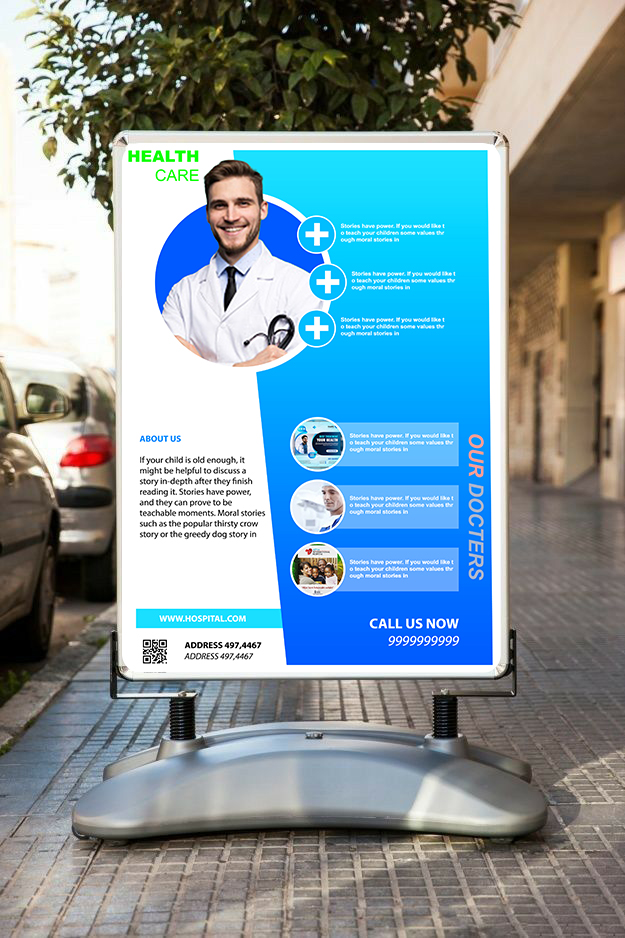 HEALTH
CARE
Stories have power. If you would like t
o teach your children some values thr
ough moral stories in
Stories have power. If you would like t
o teach your children some values thr
ough moral stories in
Stories have power. If you would like t
o teach your children some values thr
ough moral stories in
ABOUT US
If your child is old enough, it
might be helpful to discuss a
story in-depth after they finish
reading it. Stories have power,
and they can prove to be
teachable moments. Moral stories
such as the popular thirsty crow
story or the greedy dog story in
Stories have power. If you would like t
o teach your children some values thr
ough moral stories in
Stories have power. If you would like t
o teach your children some values thr
ough moral stories in
Stories have power. If you would like t
o teach your children some values thr
ough moral stories in
OUR DOCTERS
WWW.HOSPITAL.COM
ADDRESS 497,4467
ADDRESS 497,4467
CALL US NOW
9999999999